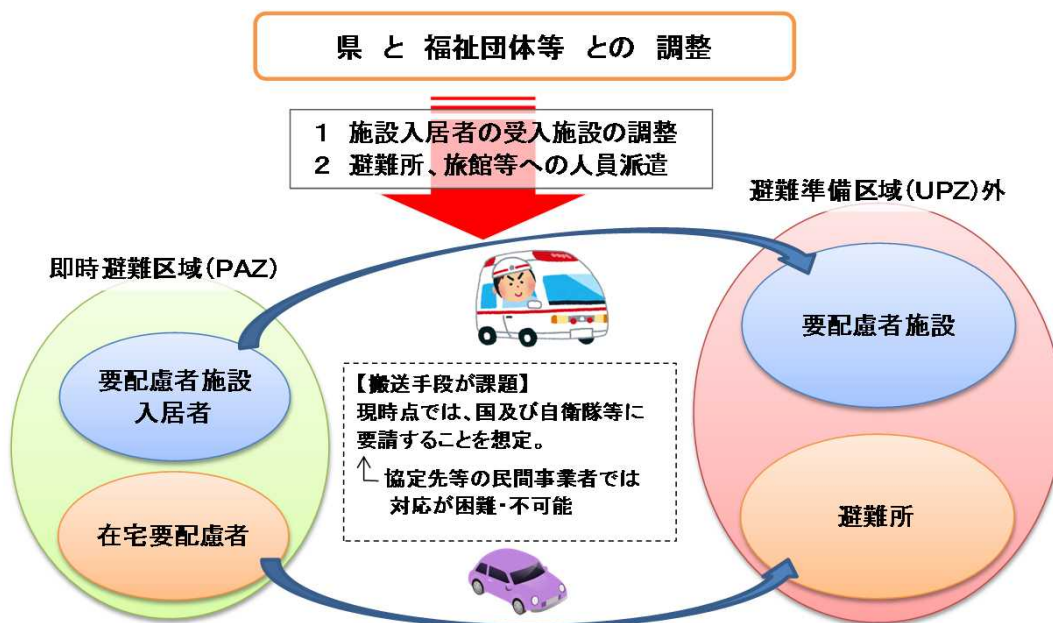 県 と 福祉団体等 との 調整
1 施設入居者の受入施設の調整
2 避難所、旅館等への人員派遣
避難準備区域(UPZ)外
即時避難区域(PAZ)
要配慮者施設
要配慮者施設
入居者
【搬送手段が課題】
現時点では、国及び自衛隊等に
要請することを想定。
協定先等の民間事業者では
対応が困難・不可能
在宅要配慮者
避難所